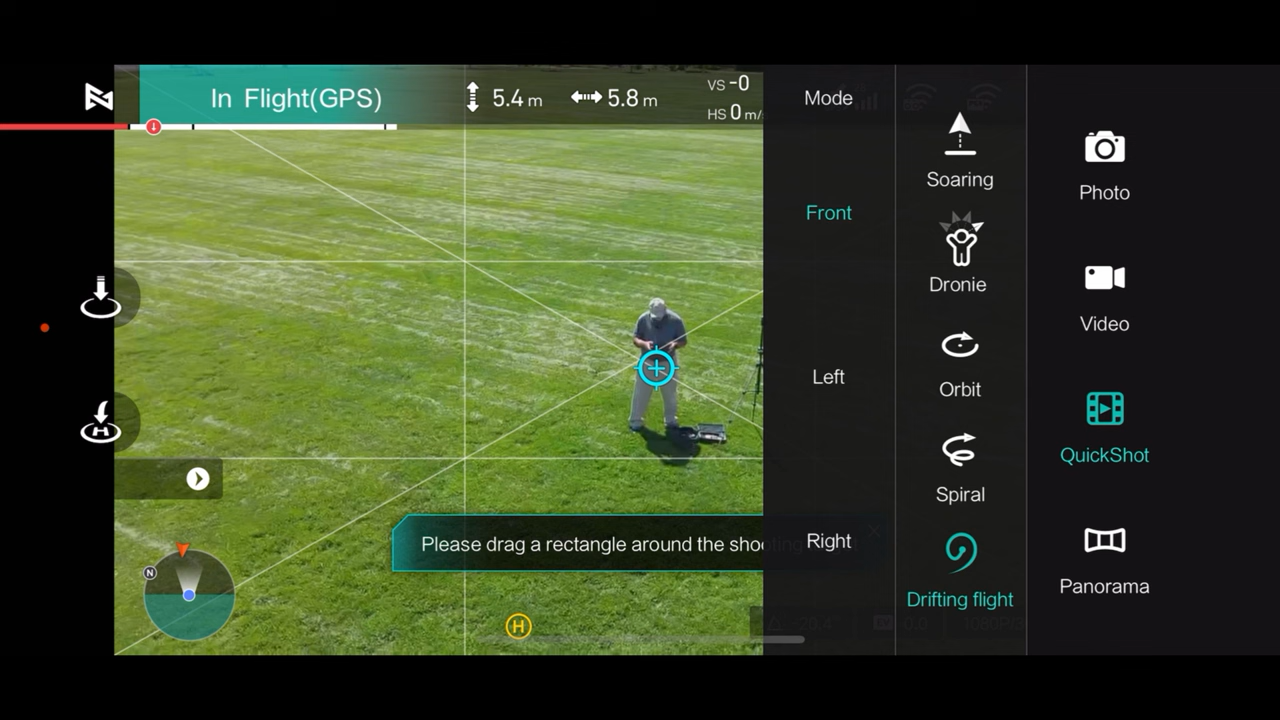 In Flight(GPS)
5.4 m
5.8 m
VS -0
HS 0 m/
Mode
Front
Left
Right
Soaring
Dronie
Orbit
Spiral
Drifting flight
Photo
Video
QuickShot
Panorama
Please drag a rectangle around the shooting
N
H
H